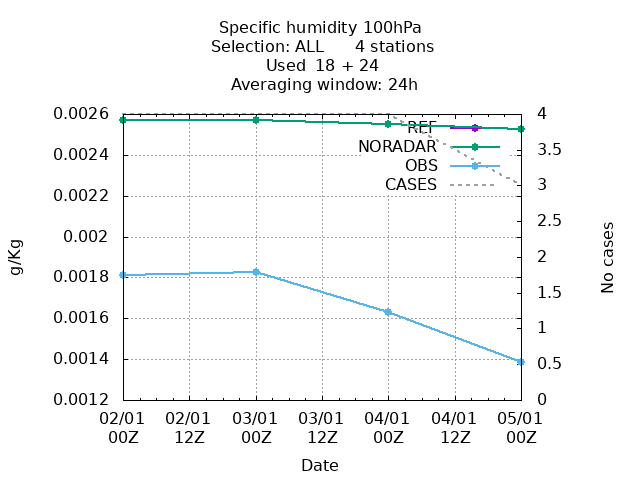 Specific humidity 100hPa
Selection: ALL 4 stations
Used 18 + 24
Averaging window: 24h
0.0026
0.0024
0.0022
0.002
0.0018
0.0016
0.0014
0.0012
g/Kg
REF
NORADAR
OBS
CASES
4
3.5
3
2.5
2
1.5
1
0.5
0
No cases
02/01 02/01 03/01 03/01 04/01 04/01 05/01
00Z 12Z 00Z 12Z 00Z 12Z 00Z
Date